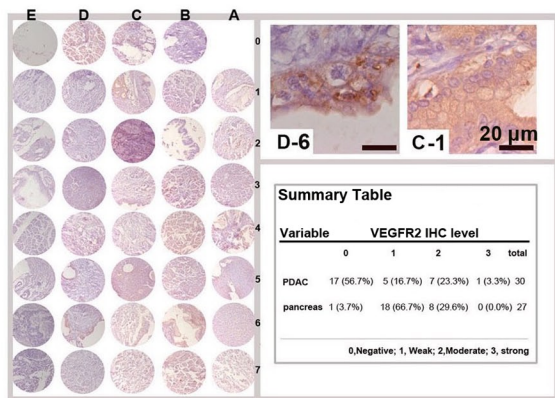 E D C B A
0
1
2
3
4
5
6
7
D-6
C-1
20 µm
Summary Table
Variable VEGFR2 IHC level
0 1 2 3 total
PDAC 17 (56.7%) 5 (16.7%) 7 (23.3%) 1 (3.3%) 30
pancreas 1 (3.7%) 18 (66.7%) 8 (29.6%) 0 (0.0%) 27
0,Negative; 1, Weak; 2,Moderate; 3, strong